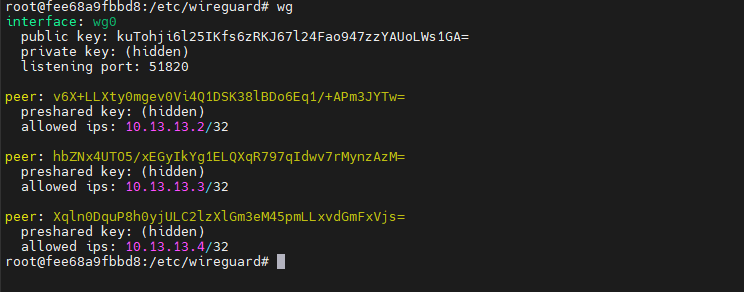 root@fee68a9fbbd8:/etc/wireguard# wg
interface: wg0
  public key: kuTohji6l25IKfs6zRKJ67l24Fao947zzYAUoLWs1GA=
  private key: (hidden)
  listening port: 51820

peer: v6X+LLXty0mgev0Vi4Q1DSK38lBDo6Eq1/+APm3JYTw=
  preshared key: (hidden)
  allowed ips: 10.13.13.2/32

peer: hbZNx4UTO5/xEGyIkYg1ELQXqR797qIdwv7rMynzAzM=
  preshared key: (hidden)
  allowed ips: 10.13.13.3/32

peer: Xqln0DquP8h0yjULC2lzXlGm3eM45pmLLxvdGmFxVjs=
  preshared key: (hidden)
  allowed ips: 10.13.13.4/32
root@fee68a9fbbd8:/etc/wireguard#